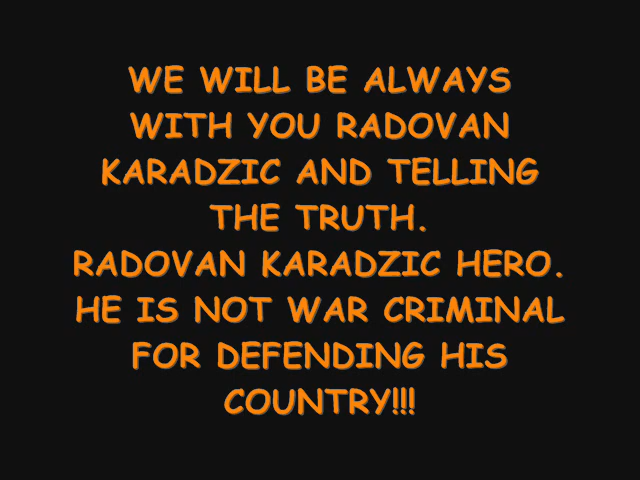 WE WILL BE ALWAYS
WITH YOU RADOVAN
KARADZIC AND TELLING
THE TRUTH.
RADOVAN KARADZIC HERO.
HE IS NOT WAR CRIMINAL
FOR DEFENDING HIS
COUNTRY!!!